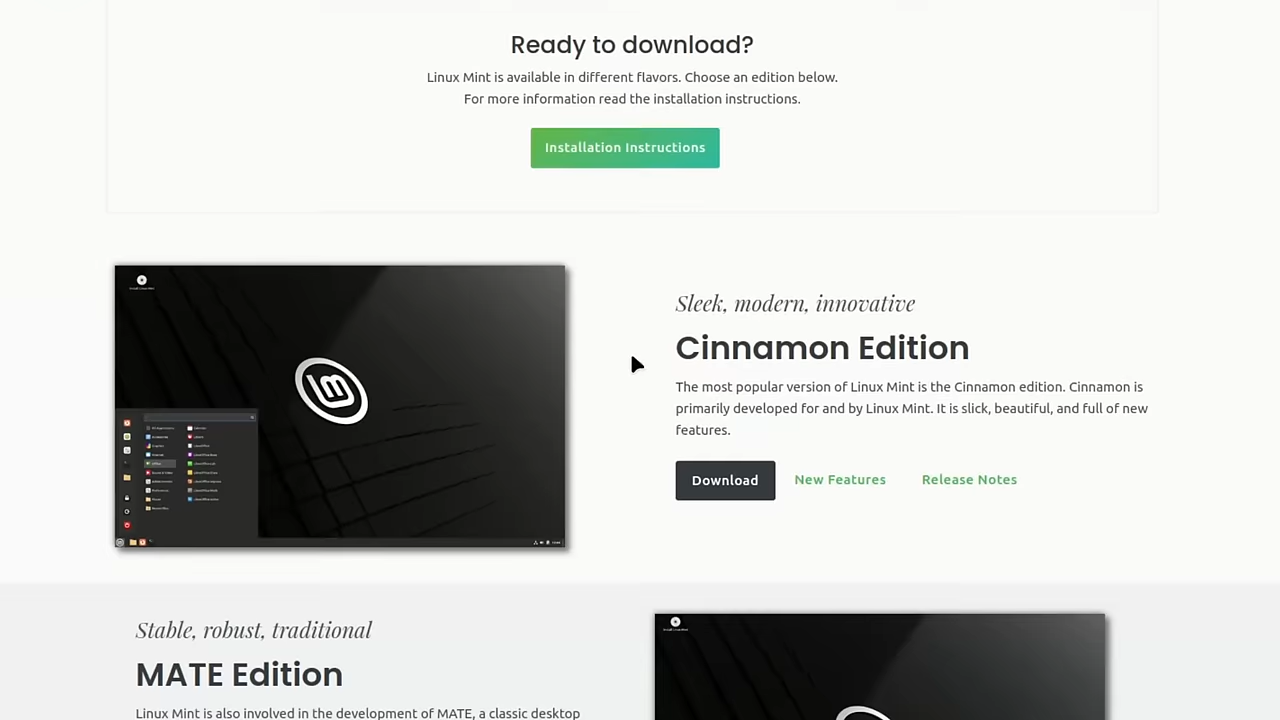 Ready to download?
Linux Mint is available in different flavors. Choose an edition below.
For more information read the installation instructions.
Installation Instructions
Sleek, modern, innovative
Cinnamon Edition
The most popular version of Linux Mint is the Cinnamon edition. Cinnamon is
primarily developed for and by Linux Mint. It is slick, beautiful, and full of new
features.
Download
New Features
Release Notes
Stable, robust, traditional
MATE Edition
Linux Mint is also involved in the development of MATE, a classic desktop